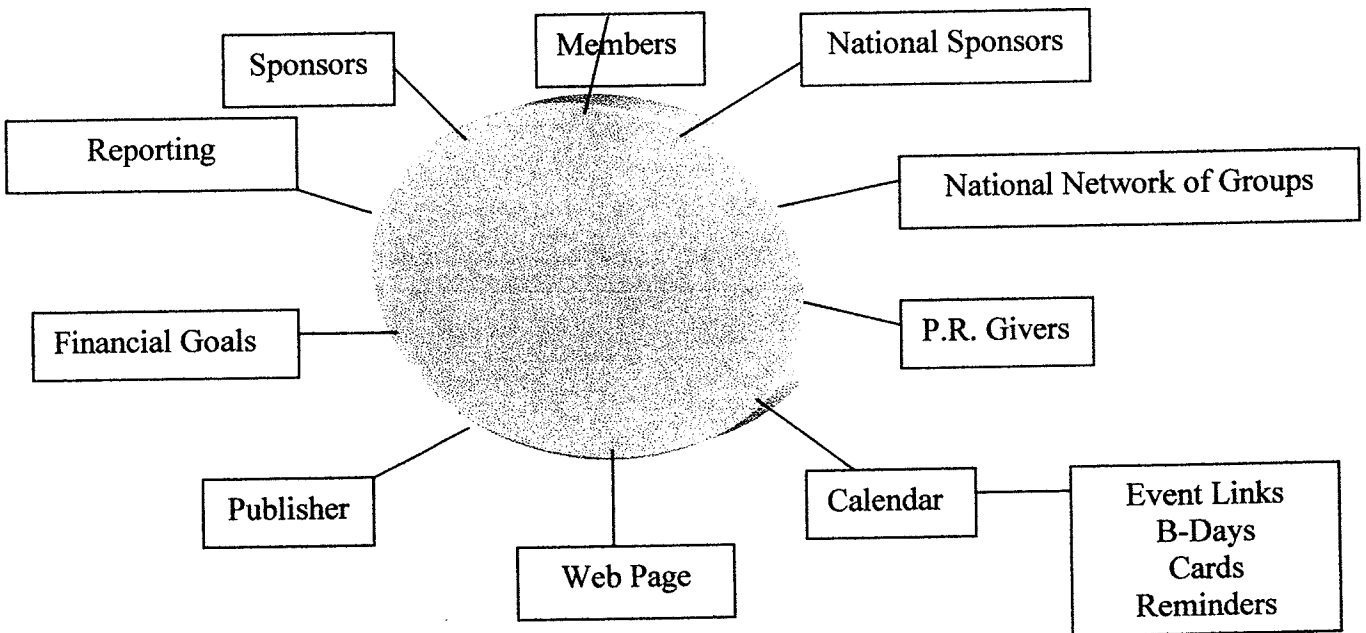 Members
National Sponsors
Sponsors
Reporting
National Network of Groups
Financial Goals
P.R. Givers
Publisher
Calendar
Event Links
B-Days
Cards
Reminders
Web Page